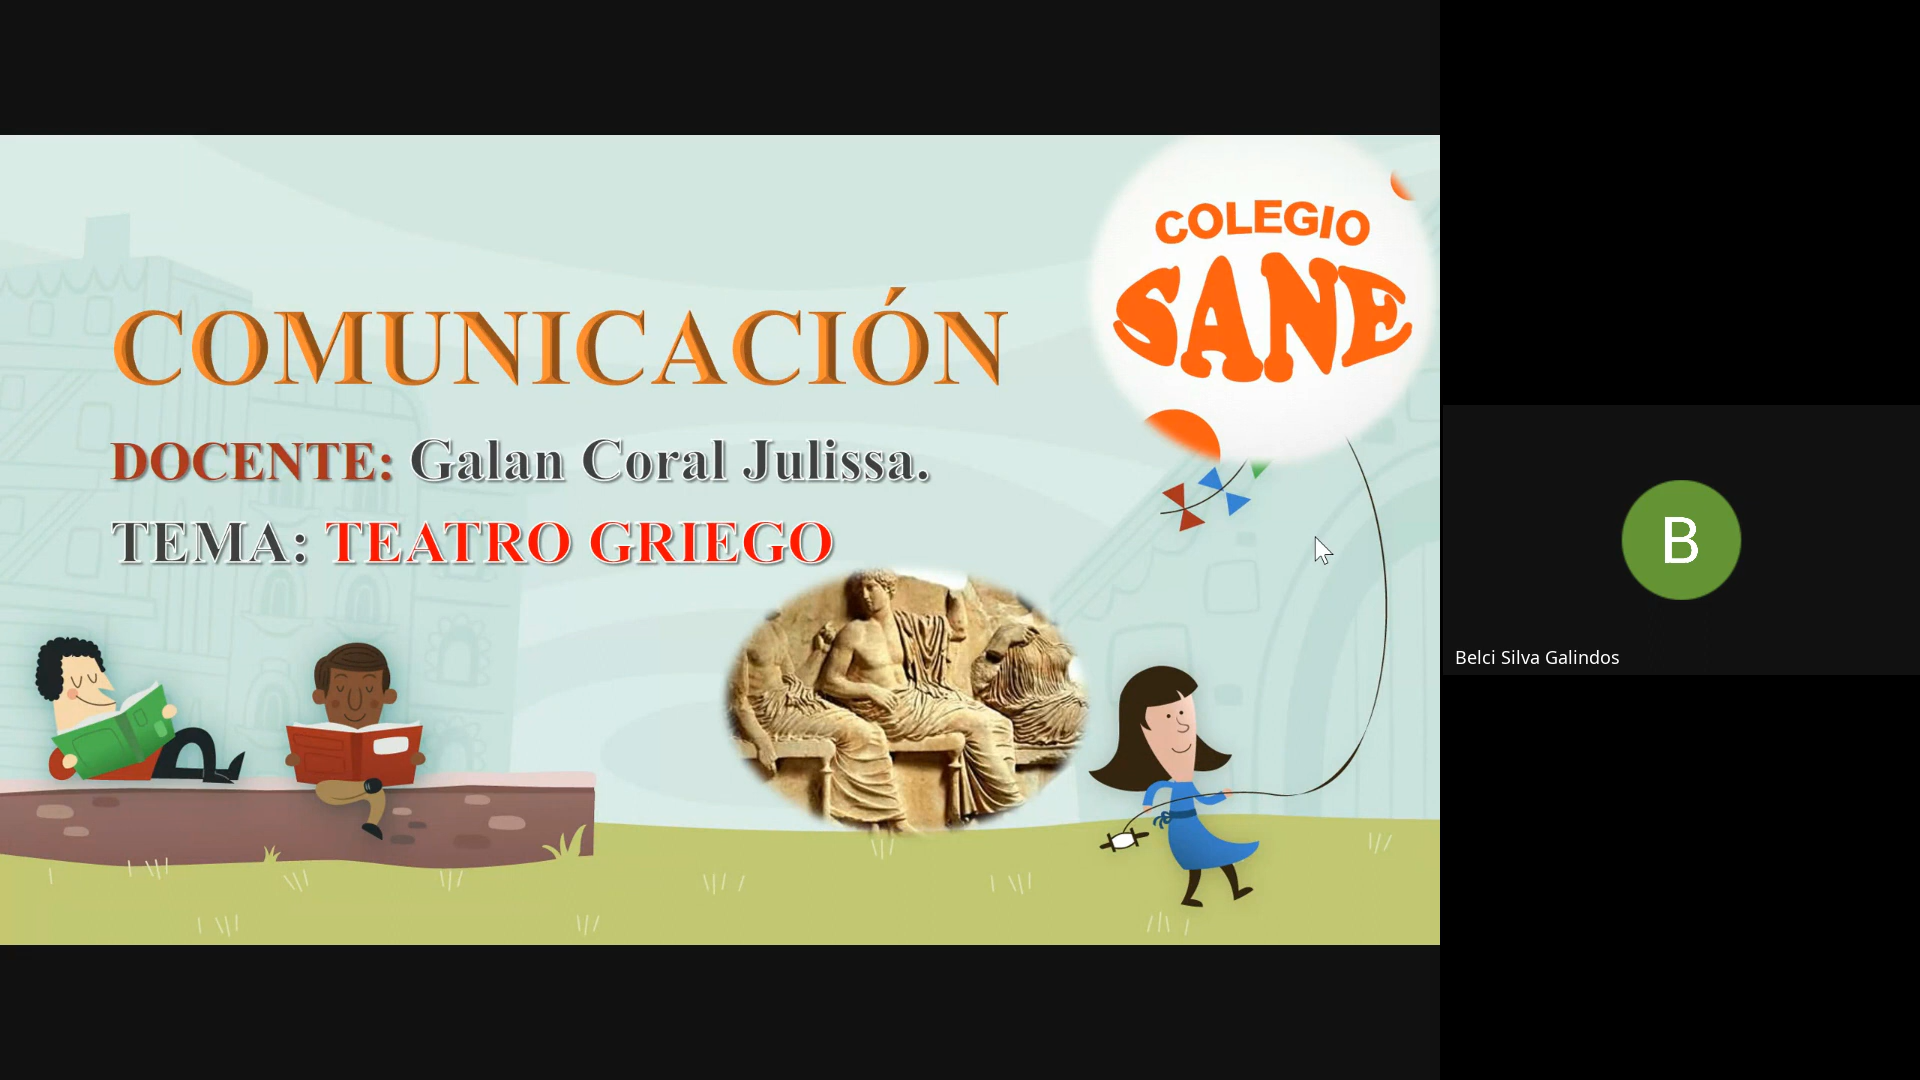 COLEGIO
SANE
COMUNICACIÓN
DOCENTE: Galan Coral Julissa.
TEMA: TEATRO GRIEGO
B
Belci Silva Galindos